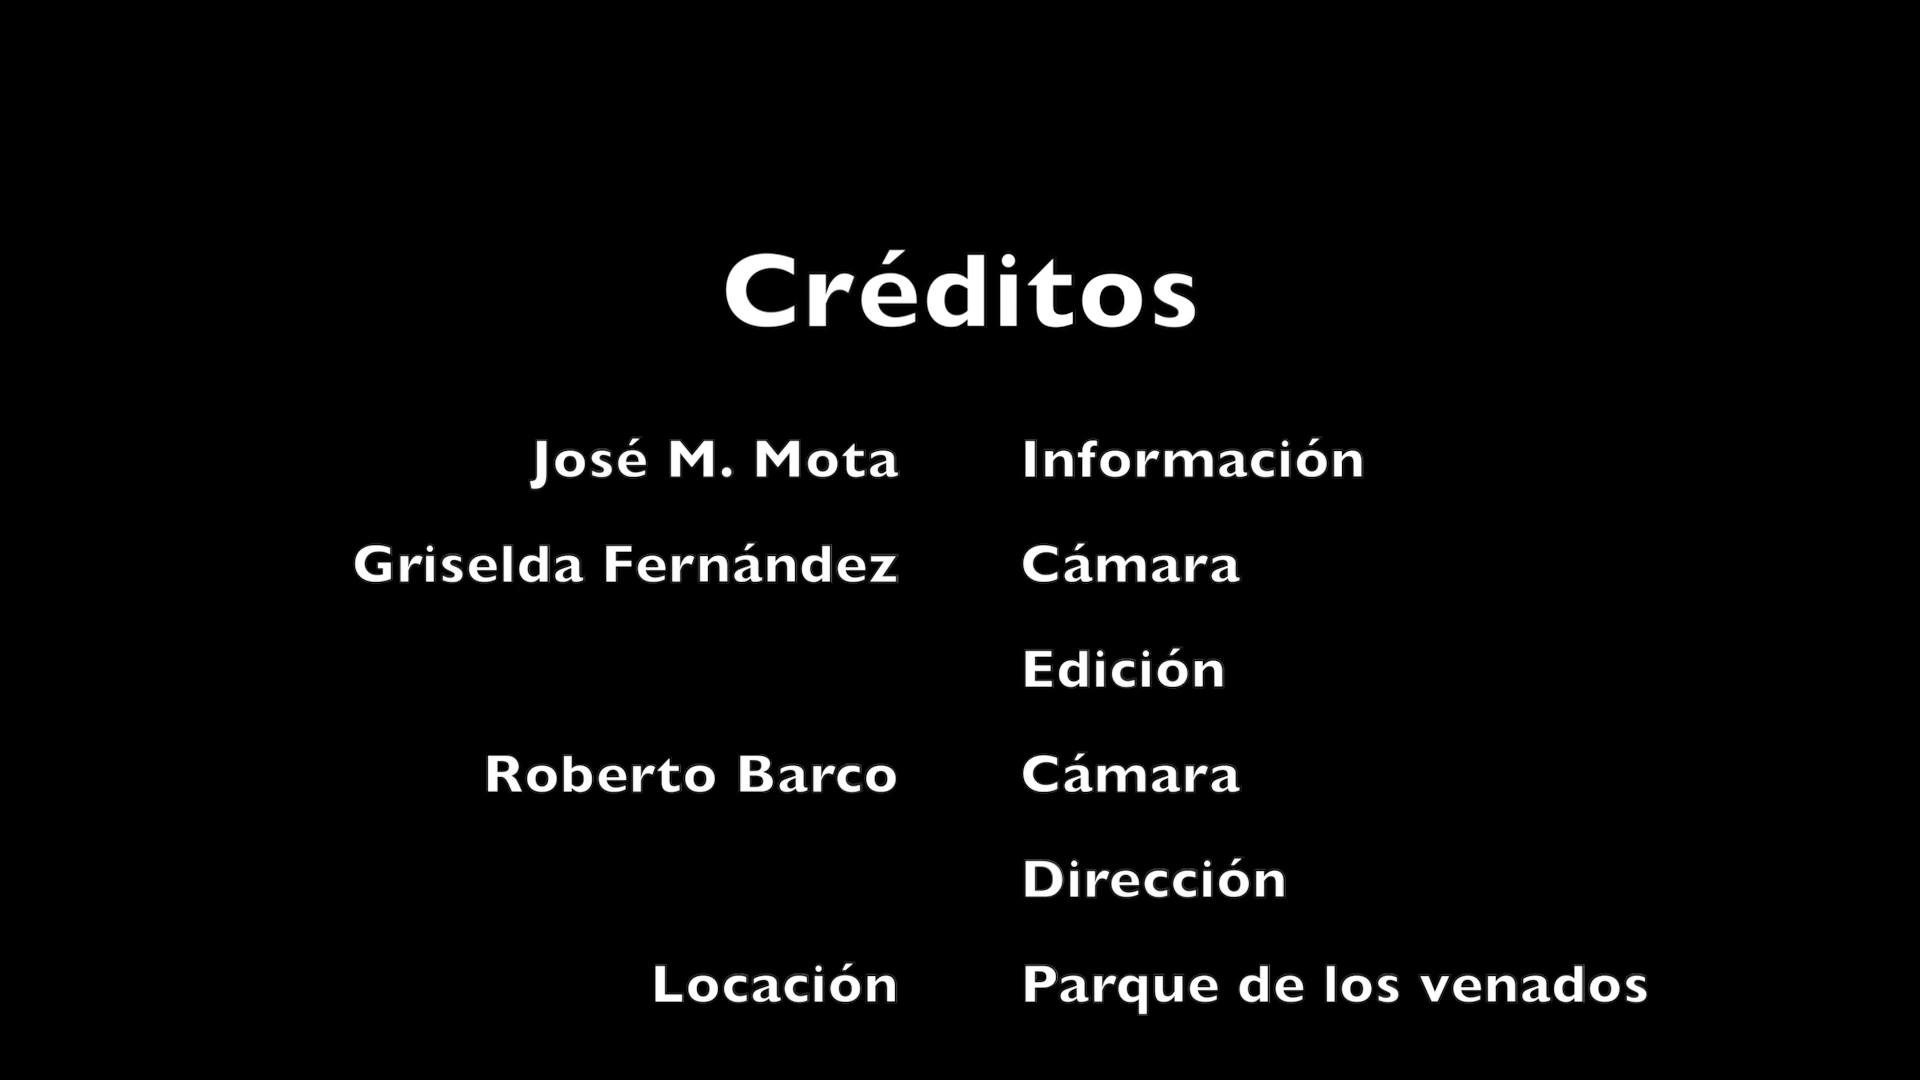 Créditos
José M. Mota Información
Griselda Fernández Cámara
Edición
Roberto Barco Cámara
Dirección
Locación Parque de los venados